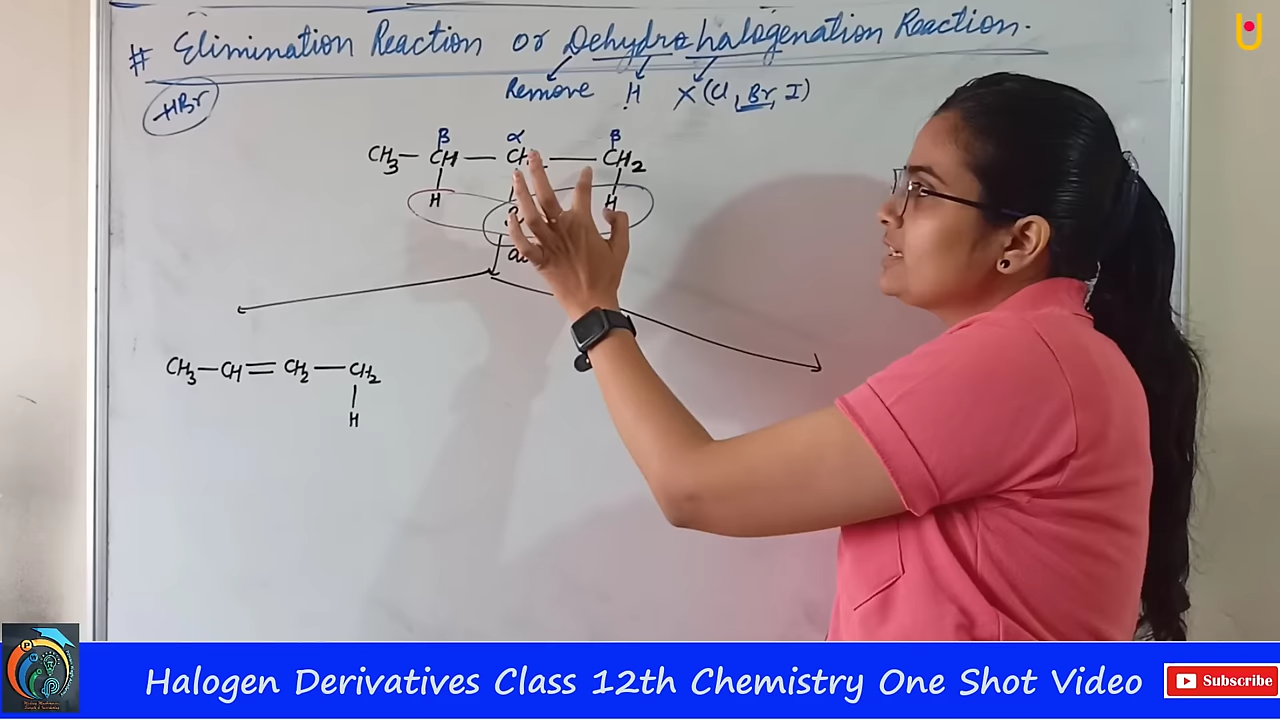 # Elimination Reaction or Dehydrohalogenation Reaction.
Remove H X (Cl, Br, I)
-HBr
β α β
CH3 — CH — CH — CH2
H H
CH3—CH=CH2—CH2
H
Halogen Derivatives Class 12th Chemistry One Shot Video
Subscribe